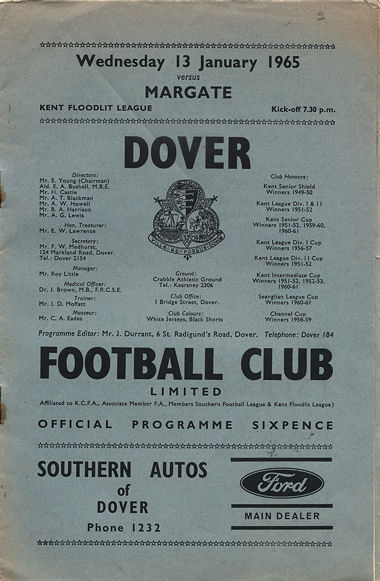 Wednesday 13 January 1965
versus
MARGATE
KENT FLOODLIT LEAGUE
Kick-off 7.30 p.m.
DOVER
Directors:
Mr. E. Young (Chairman)
Ald. E. A. Bushell, M.B.E.
Mr. H. Castle
Mr. A. T. Blackman
Mr. A. W. Howell
Mr. B. A. Harrison
Mr. A. G. Lewis
Hon. Treasurer:
Mr. E. W. Lawrence
Secretary:
Mr. F. W. Medhurst,
124 Markland Road, Dover.
Tel.: Dover 2154
Manager:
Mr. Roy Little
Medical Officer:
Dr. J. Brown, M.B., F.R.C.S.E.
Trainer:
Mr. J. D. Moffatt
Masseur:
Mr. C. A. Eades
Ground:
Crabble Athletic Ground
Tel.: Kearsney 2306
Club Office:
1 Bridge Street, Dover.
Club Colours:
White Jerseys, Black Shorts
Club Honours:
Kent Senior Shield
Winners 1949-50
Kent League Div. I & II
Winners 1951-52
Kent Senior Cup
Winners 1951-52, 1959-60,
1960-61
Kent League Div. I Cup
Winners 1956-57
Kent League Div. II Cup
Winners 1951-52
Kent Intermediate Cup
Winners 1951-52, 1952-53,
1960-61
Seanglian League Cup
Winners 1960-61
Channel Cup
Winner 1958-59
Programme Editor: Mr. J. Durrant, 6 St. Radigund's Road, Dover. Telephone: Dover 184
FOOTBALL CLUB
LIMITED
Affiliated to K.C.F.A., Associate Member F.A., Members Southern Football League & Kent Floodlit League)
OFFICIAL PROGRAMME SIXPENCE
SOUTHERN AUTOS
of
DOVER
Phone 1232
Ford
MAIN DEALER